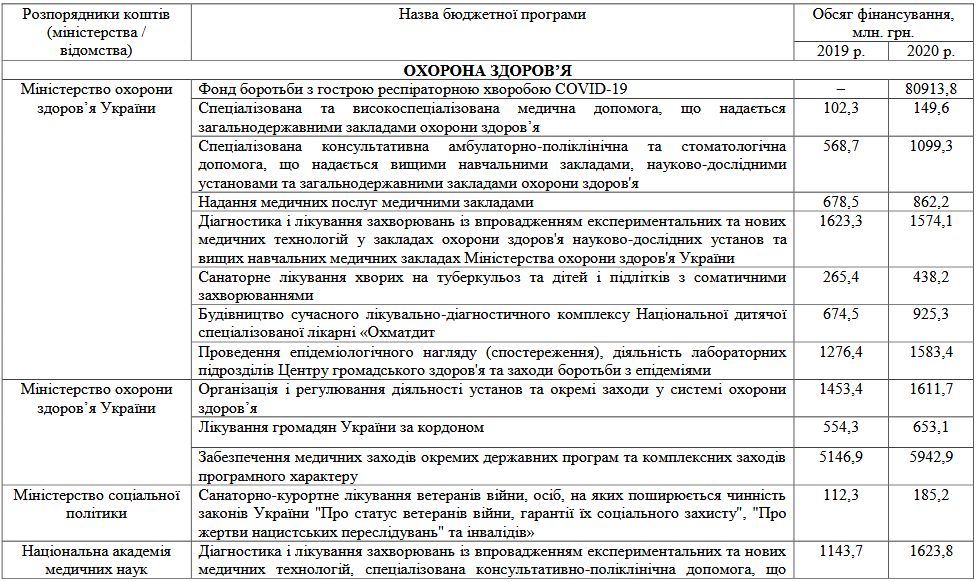 Розпорядники коштів
(міністерства /
відомства)
Назва бюджетної програми
Обсяг фінансування,
млн. грн.
2019 р.
2020 р.
ОХОРОНА ЗДОРОВ’Я
Міністерство охорони
здоров’я України
Фонд боротьби з гострою респіраторною хворобою COVID-19
–
80913,8
Спеціалізована та високоспеціалізована медична допомога, що надається
загальнодержавними закладами охорони здоров’я
102,3
149,6
Спеціалізована консультативна амбулаторно-поліклінічна та стоматологічна
допомога, що надається вищими навчальними закладами, науково-дослідними
установами та загальнодержавними закладами охорони здоров'я
568,7
1099,3
Надання медичних послуг медичними закладами
678,5
862,2
Діагностика і лікування захворювань із впровадженням експериментальних та нових
медичних технологій у закладах охорони здоров'я науково-дослідних установ та
вищих навчальних медичних закладах Міністерства охорони здоров'я України
1623,3
1574,1
Санаторне лікування хворих на туберкульоз та дітей і підлітків з соматичними
захворюваннями
265,4
438,2
Будівництво сучасного лікувально-діагностичного комплексу Національної дитячої
спеціалізованої лікарні «Охматдит
674,5
925,3
Проведення епідеміологічного нагляду (спостереження), діяльність лабораторних
підрозділів Центру громадського здоров'я та заходи боротьби з епідеміями
1276,4
1583,4
Міністерство охорони
здоров’я України
Організація і регулювання діяльності установ та окремі заходи у системі охорони
здоров’я
1453,4
1611,7
Лікування громадян України за кордоном
554,3
653,1
Забезпечення медичних заходів окремих державних програм та комплексних заходів
програмного характеру
5146,9
5942,9
Міністерство соціальної
політики
Санаторно-курортне лікування ветеранів війни, осіб, на яких поширюється чинність
законів України "Про статус ветеранів війни, гарантії їх соціального захисту", "Про
жертви нацистських переслідувань" та інвалідів»
112,3
185,2
Національна академія
медичних наук
Діагностика і лікування захворювань із впровадженням експериментальних та нових
медичних технологій, спеціалізована консультативно-поліклінічна допомога, що
1143,7
1623,8